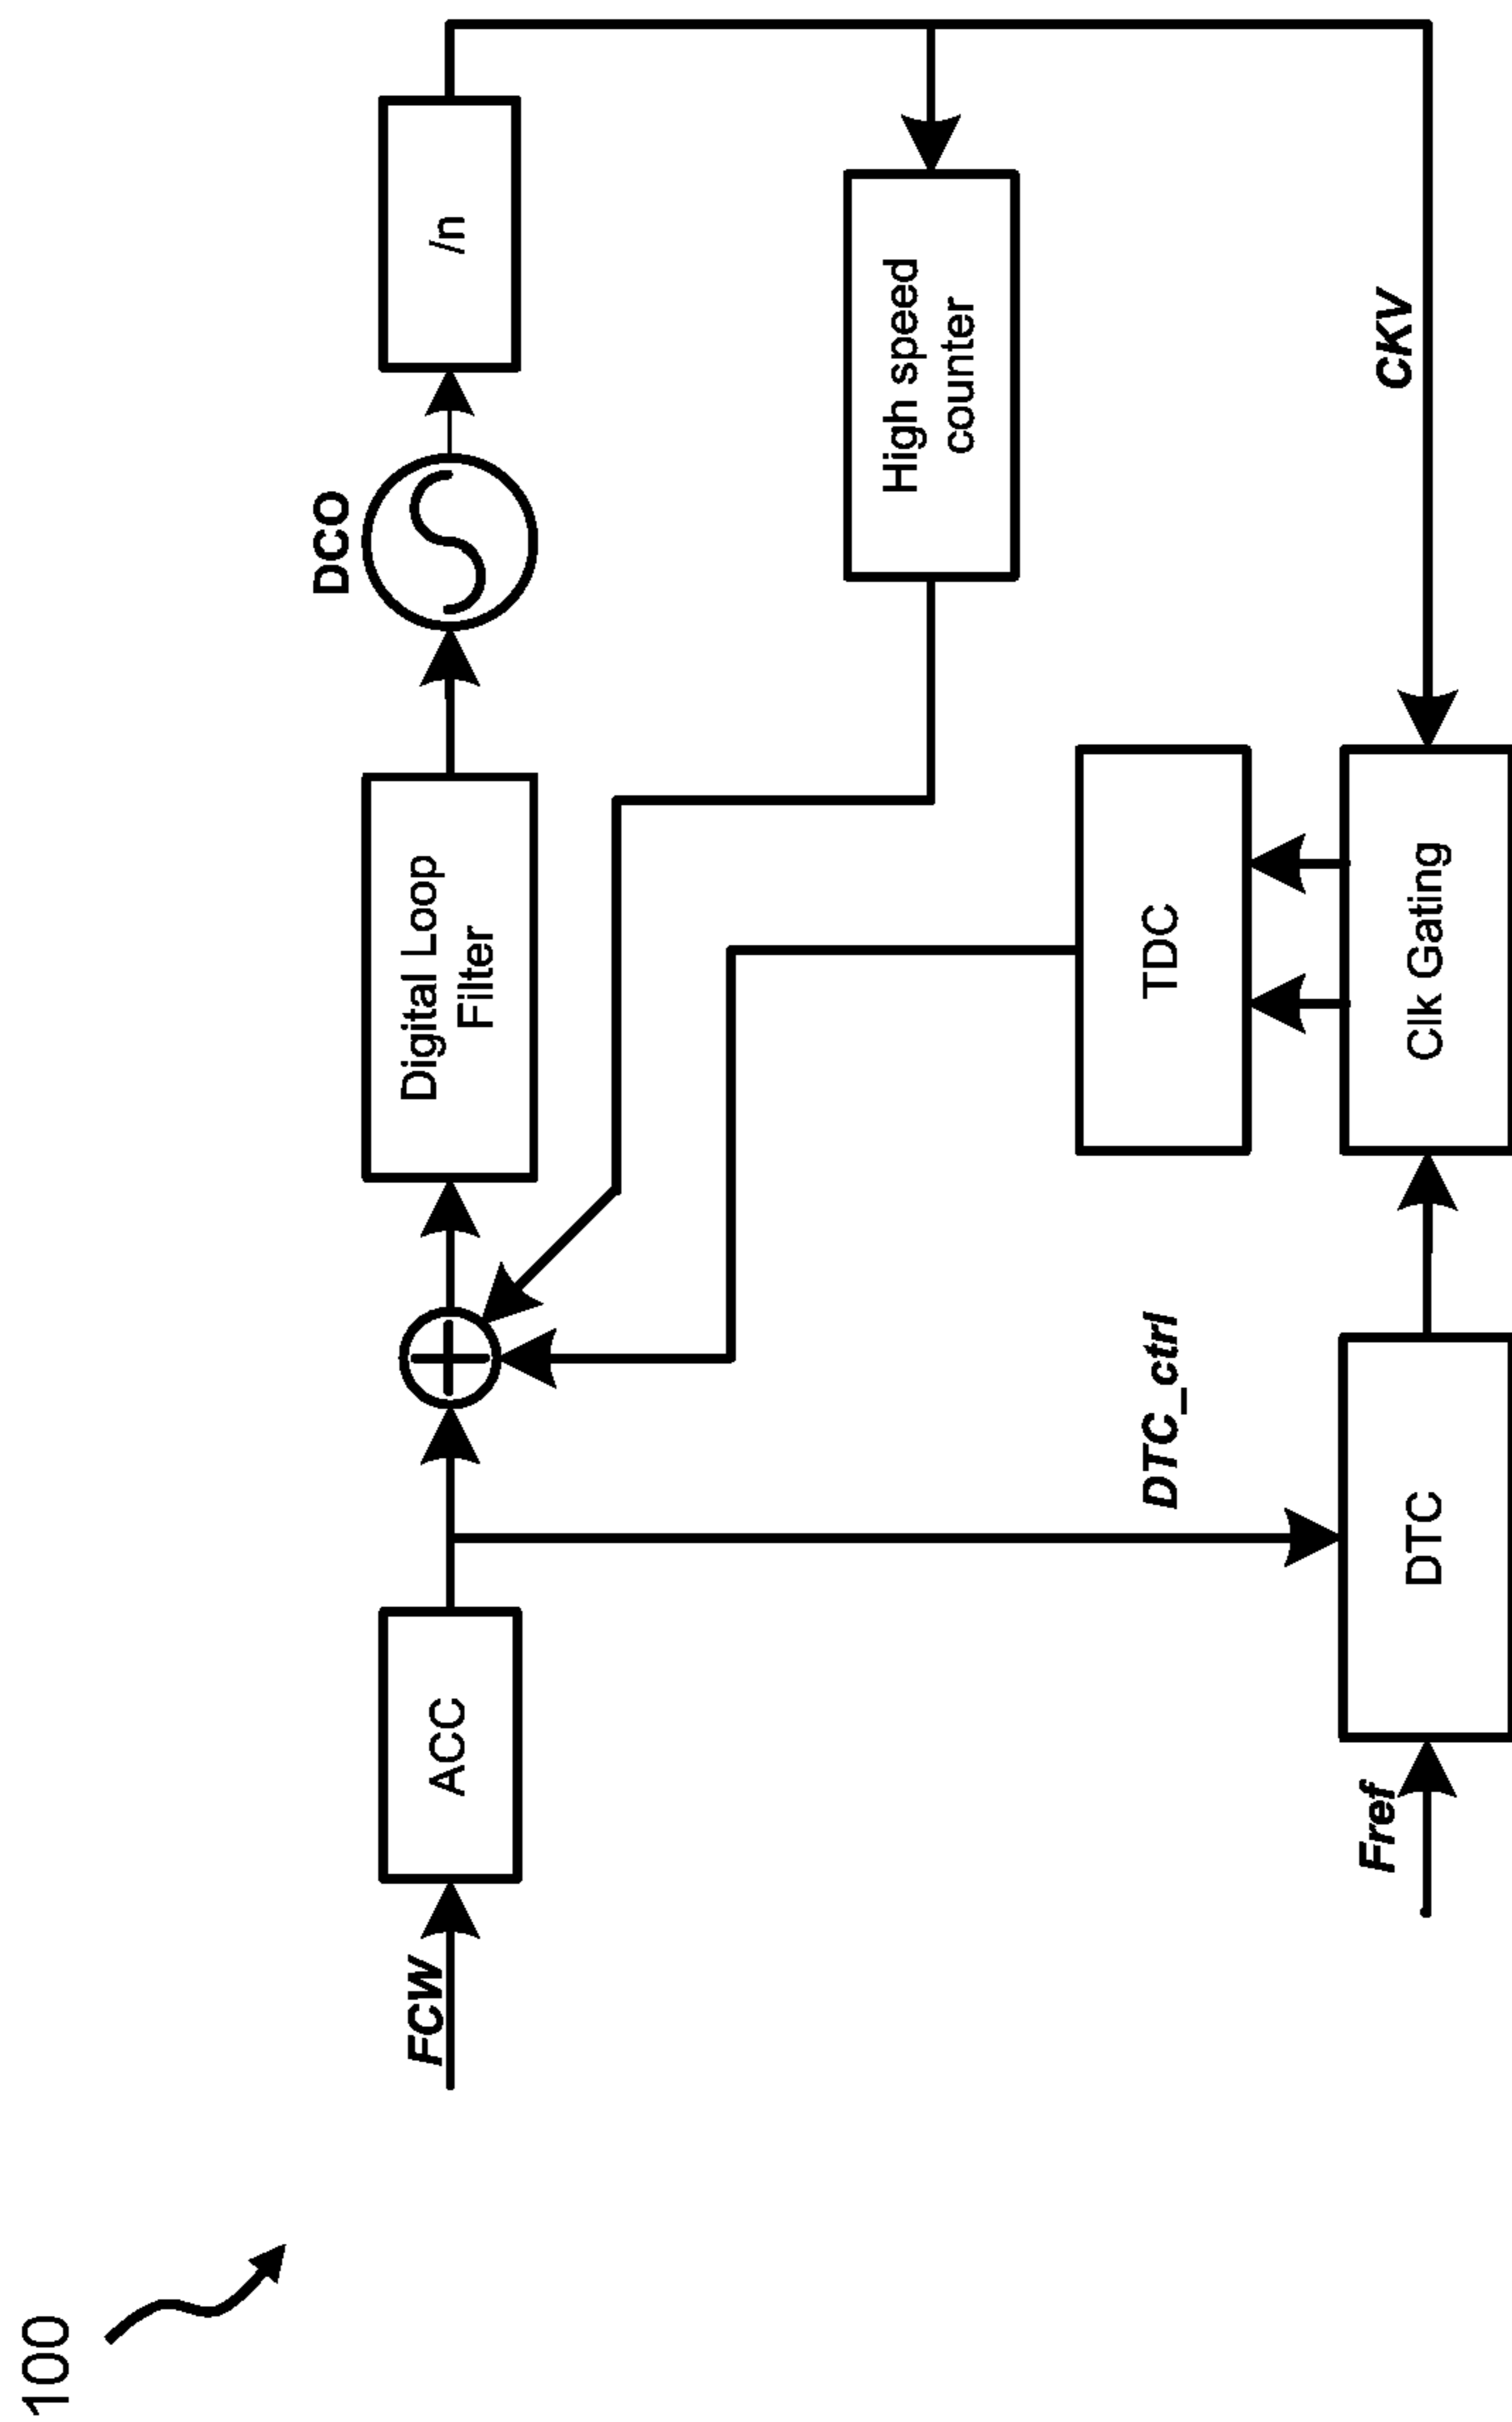 100
DCO
FCW
ACC
Digital Loop
Filter
/n
High speed
counter
DTC_ctrl
TDC
Fref
DTC
Clk Gating
CKV